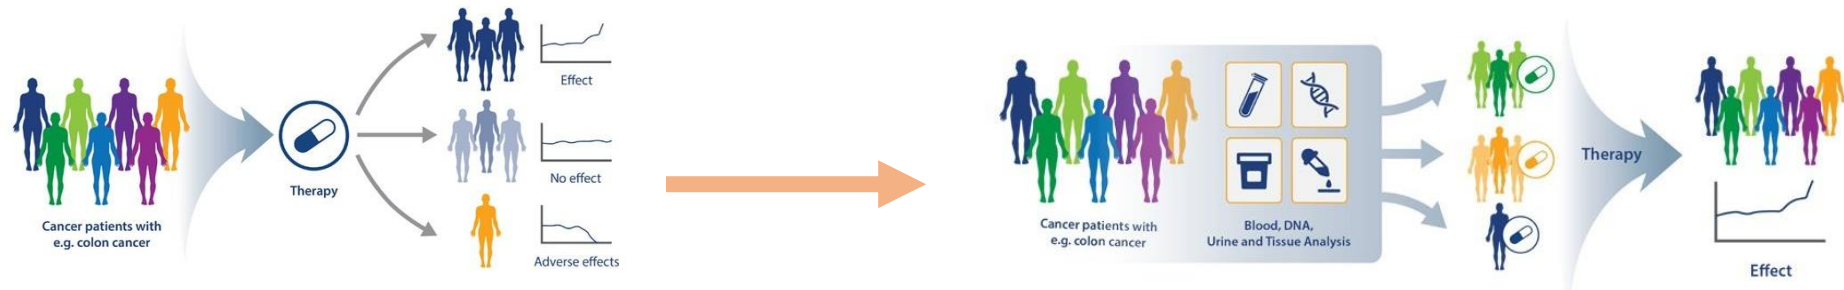 Cancer patients with
e.g. colon cancer
Therapy
Effect
No effect
Adverse effects
Cancer patients with
e.g. colon cancer
Blood, DNA,
Urine and Tissue Analysis
Therapy
Effect